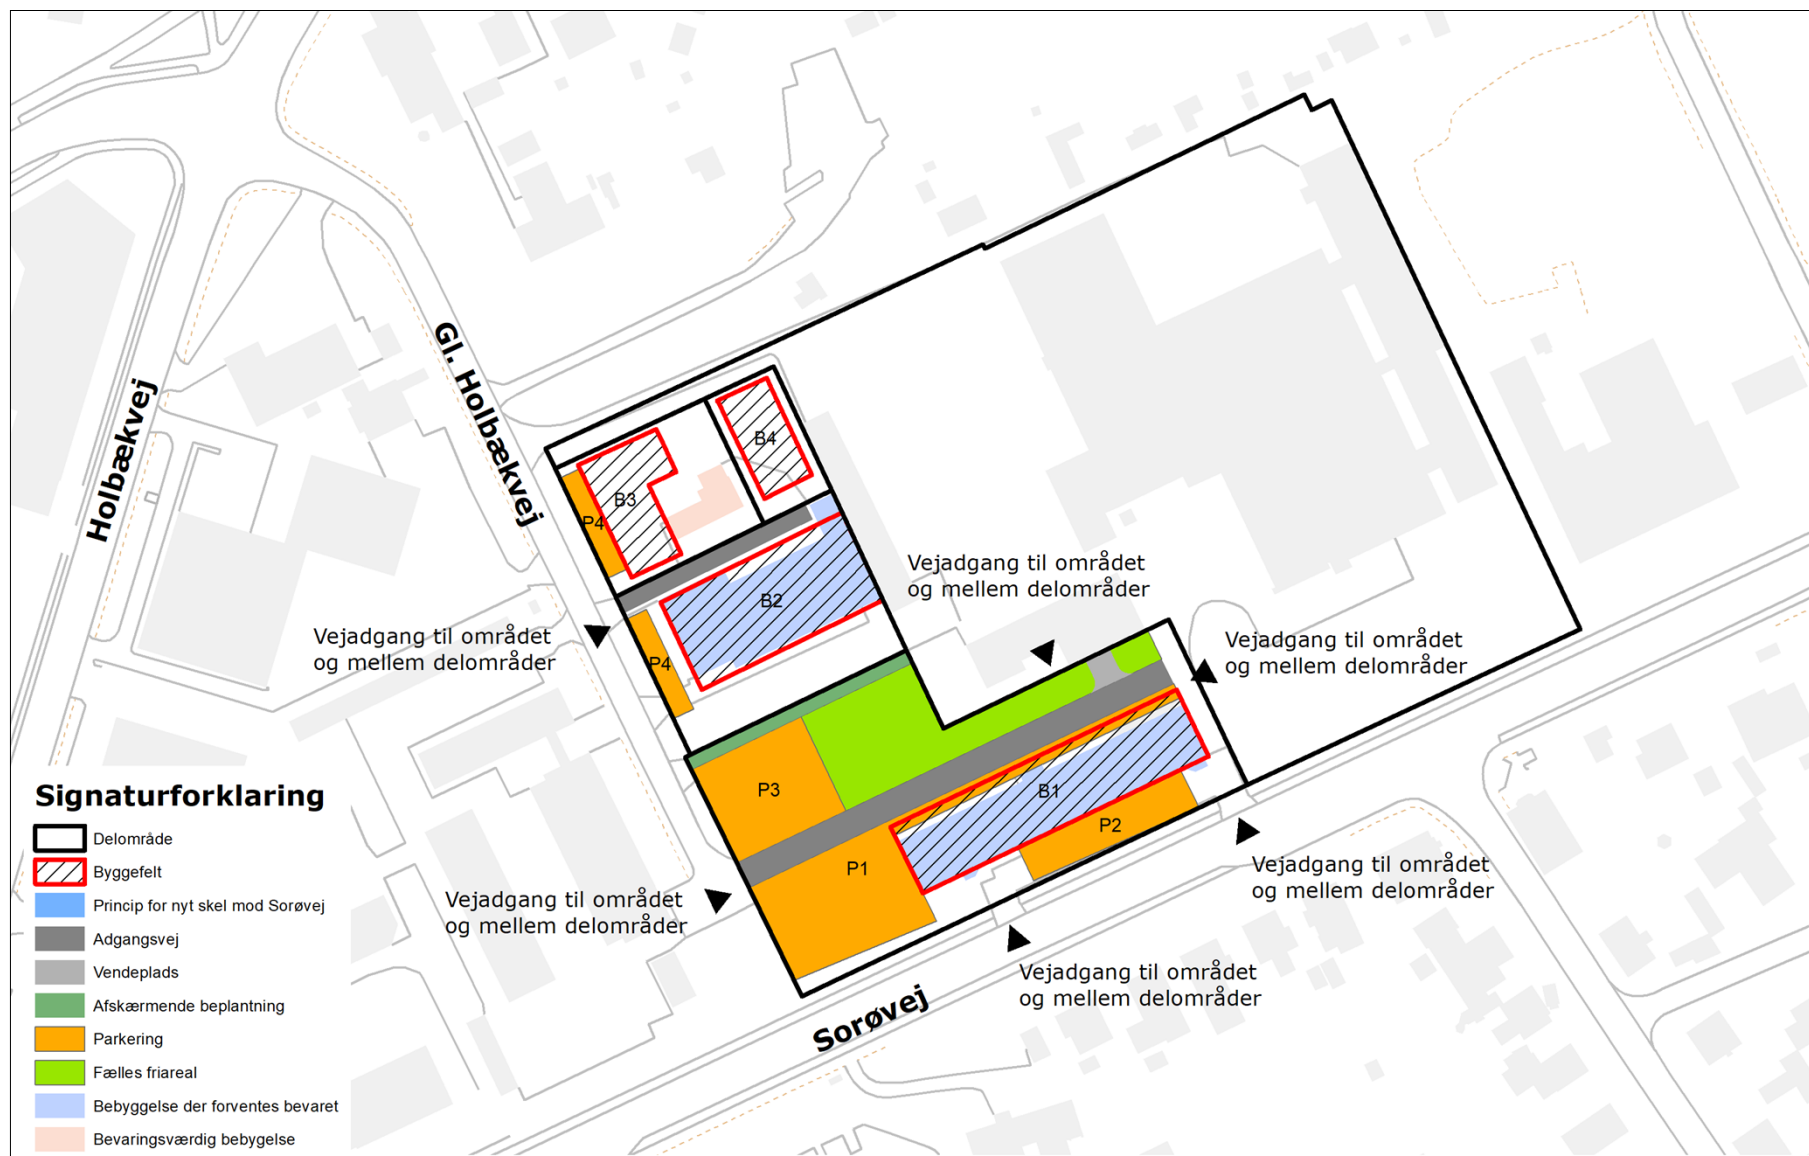 Gl. Holbækvej
Holbækvej
B4
B3
P4
B2
P4
Vejadgang til området
og mellem delområder
Vejadgang til området
og mellem delområder
Vejadgang til området
og mellem delområder
P3
B1
P2
P1
Vejadgang til området
og mellem delområder
Vejadgang til området
og mellem delområder
Vejadgang til området
og mellem delområder
Sorøvej
Signaturforklaring
Delområde
Byggefelt
Princip for nyt skel mod Sorøvej
Adgangsvej
Vendeplads
Afskærmende beplantning
Parkering
Fælles friareal
Bebyggelse der forventes bevaret
Bevaringsværdig bebygelse